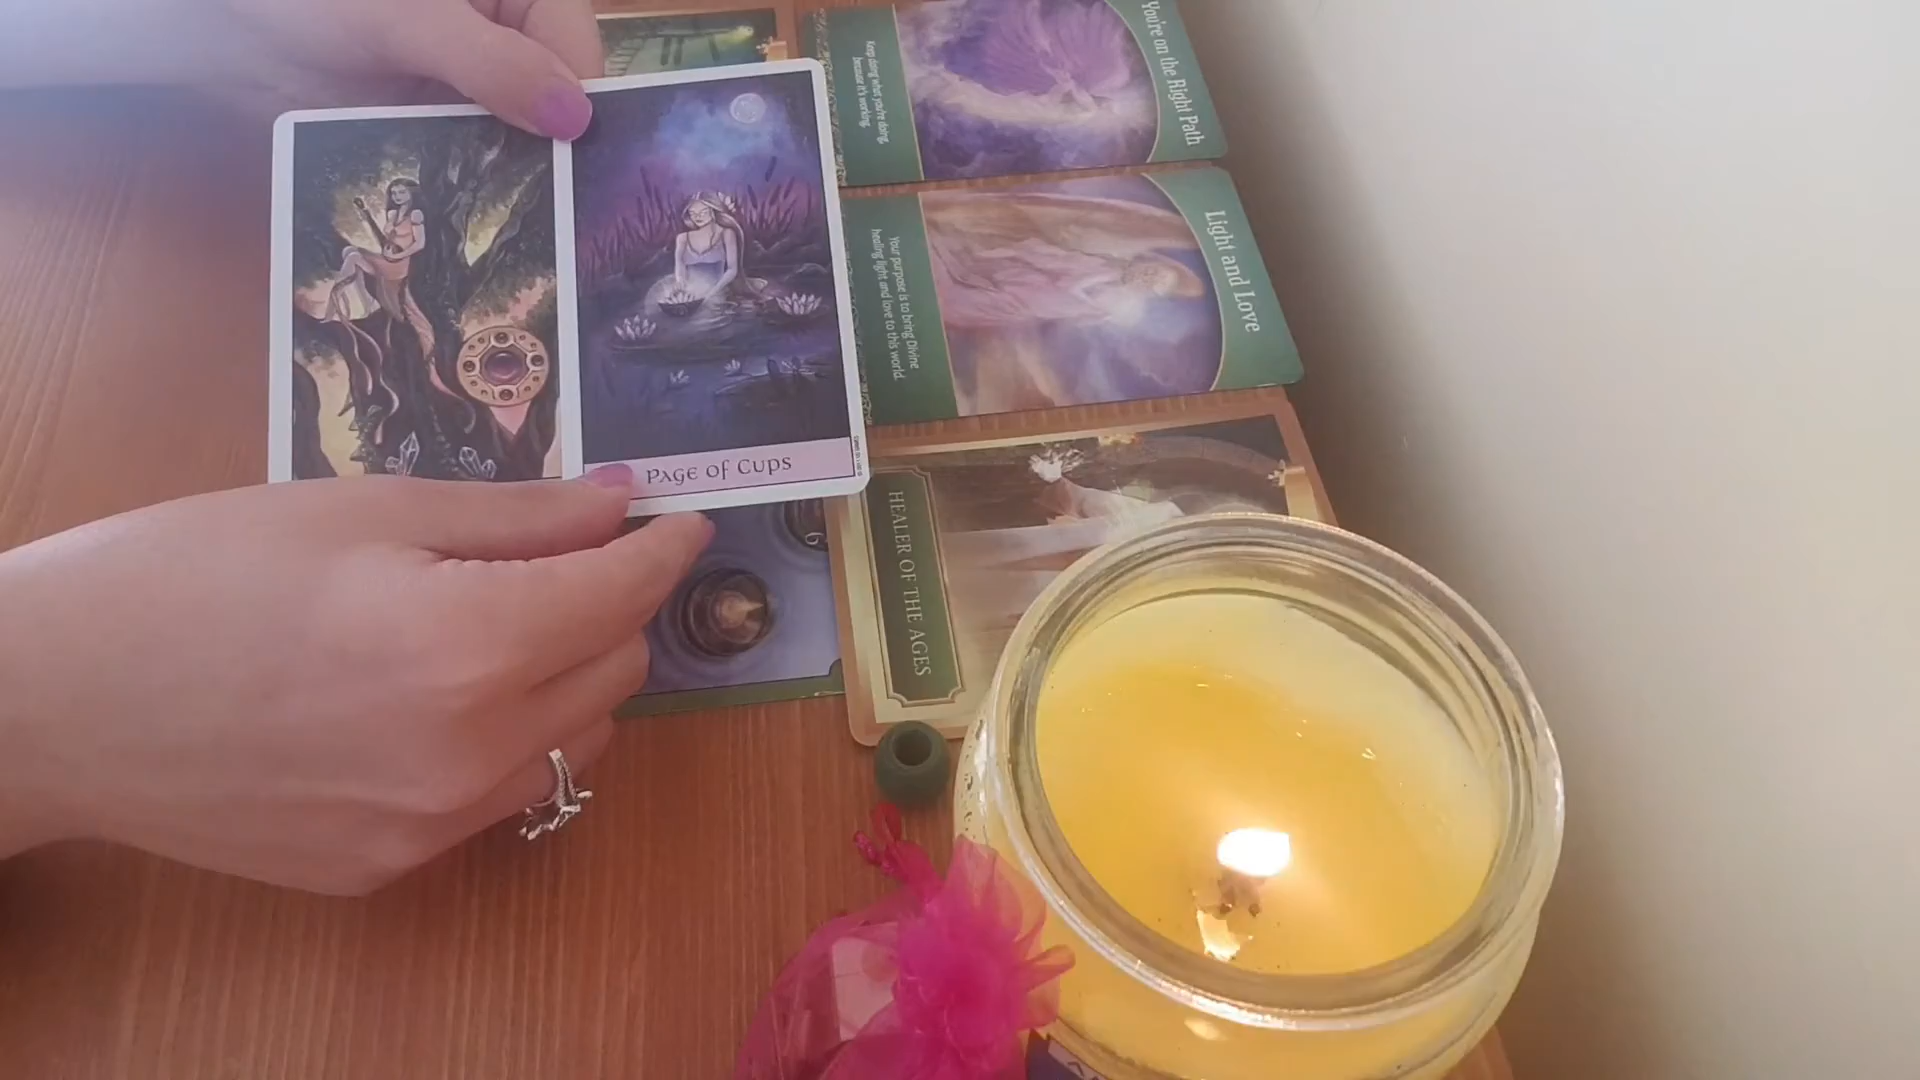 You're on the Right Path
Keep doing what you're doing,
because it's working.
Light and Love
Your purpose is to bring Divine
healing light and love to this world.
PAGE OF CUPS
HEALER OF THE AGES
6